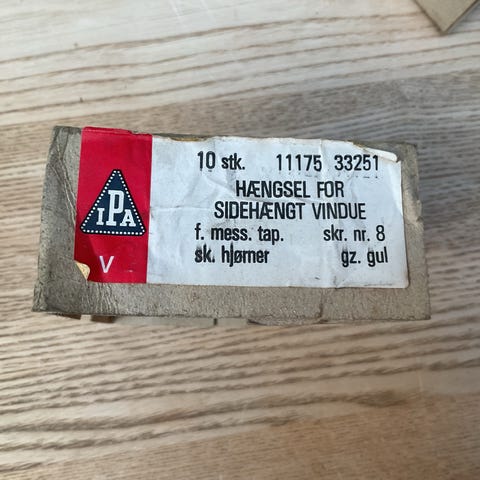 10 stk. 11175 33251
HÆNGSEL FOR
SIDEHÆNGT VINDUE
f. mess. tap. skr. nr. 8
sk. hjørner gz. gul
IPA
V